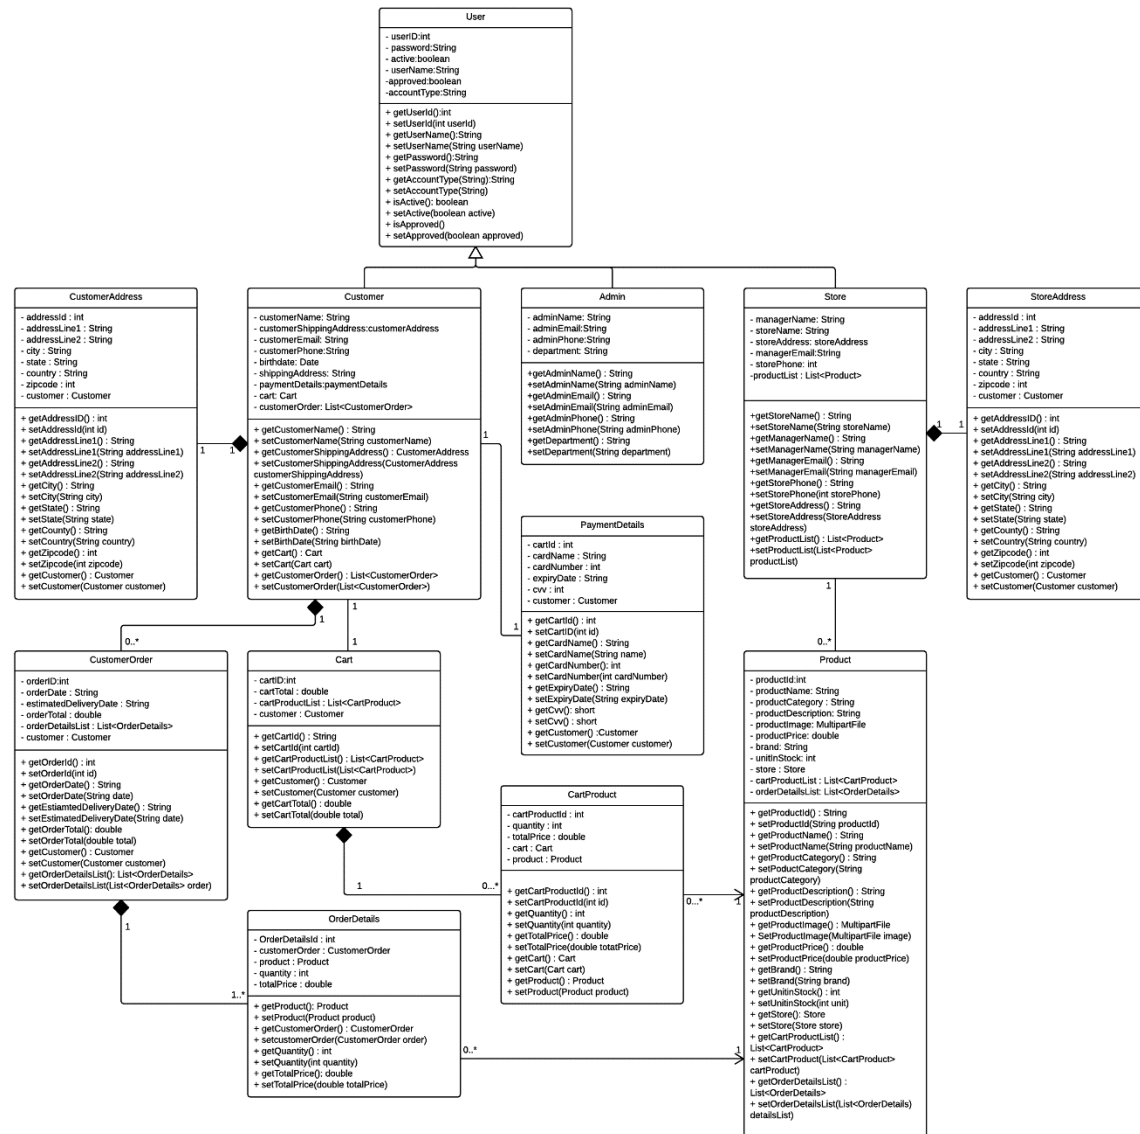 User
- userID:int
- password:String
- active:boolean
- userName:String
-approved:boolean
-accountType:String
+ getUserId():int
+ setUserId(int userId)
+ getUserName():String
+ setUserName(String userName)
+ getPassword():String
+ setPassword(String password)
+ getAccountType(String):String
+ setAccountType(String)
+ isActive(): boolean
+ setActive(boolean active)
+ isApproved()
+ setApproved(boolean approved)
CustomerAddress
- addressId : int
- addressLine1 : String
- addressLine2 : String
- city : String
- state : String
- country : String
- zipcode : int
- customer : Customer
+ getAddressID() : int
+ setAddressId(int id)
+ getAddressLine1() : String
+ setAddressLine1(String addressLine1)
+ getAddressLine2() : String
+ setAddressLine2(String addressLine2)
+ getCity() : String
+ setCity(String city)
+ getState() : String
+ setState(String state)
+ getCounty() : String
+ setCountry(String country)
+ getZipcode() : int
+ setZipcode(int zipcode)
+ getCustomer() : Customer
+ setCustomer(Customer customer)
1
1
Customer
- customerName: String
- customerShippingAddress:customerAddress
- customerEmail: String
- customerPhone:String
- birthdate: Date
- shippingAddress: String
- paymentDetails:paymentDetails
- cart: Cart
- customerOrder: List<CustomerOrder>
+ getCustomerName() : String
+ setCustomerName(String customerName)
+ getCustomerShippingAddress() : CustomerAddress
+ setCustomerShippingAddress(CustomerAddress
customerShippingAddress)
+ getCustomerEmail() : String
+ setCustomerEmail(String customerEmail)
+ getCustomerPhone() : String
+ setCustomerPhone(String customerPhone)
+ getBirthDate() : String
+ setBirthDate(String birthDate)
+ getCart() : Cart
+ setCart(Cart cart)
+ getCustomerOrder() : List<CustomerOrder>
+ setCustomerOrder(List<CustomerOrder>)
1
1
Admin
- adminName: String
- adminEmail:String
- adminPhone:String
- department: String
+getAdminName() : String
+setAdminName(String adminName)
+getAdminEmail() : String
+setAdminEmail(String adminEmail)
+getAdminPhone() : String
+setAdminPhone(String adminPhone)
+getDepartment() : String
+setDepartment(String department)
Store
- managerName: String
- storeName: String
- storeAddress: storeAddress
- managerEmail:String
- storePhone: int
-productList : List<Product>
+getStoreName() : String
+setStoreName(String storeName)
+getManagerName() : String
+setManagerName(String managerName)
+getManagerEmail() : String
+setManagerEmail(String managerEmail)
+getStorePhone() : String
+setStorePhone(int storePhone)
+getStoreAddress() : String
+setStoreAddress(StoreAddress
storeAddress)
+getProductList() : List<Product>
+setProductList(List<Product>
productList)
1
1
StoreAddress
- addressId : int
- addressLine1 : String
- addressLine2 : String
- city : String
- state : String
- country : String
- zipcode : int
- customer : Customer
+ getAddressID() : int
+ setAddressId(int id)
+ getAddressLine1() : String
+ setAddressLine1(String addressLine1)
+ getAddressLine2() : String
+ setAddressLine2(String addressLine2)
+ getCity() : String
+ setCity(String city)
+ getState() : String
+ setState(String state)
+ getCounty() : String
+ setCountry(String country)
+ getZipcode() : int
+ setZipcode(int zipcode)
+ getCustomer() : Customer
+ setCustomer(Customer customer)
PaymentDetails
- cartId : int
- cardName : String
- cardNumber : int
- expiryDate : String
- cvv : int
- customer : Customer
+ getCartId() : int
+ setCartID(int id)
+ getCardName() : String
+ setCardName(String name)
+ getCardNumber(): int
+ setCardNumber(int cardNumber)
+ getExpiryDate() : String
+ setExpiryDate(String expiryDate)
+ getCvv(): short
+ setCvv() : short
+ getCustomer() :Customer
+ setCustomer(Customer customer)
1
0..*
1
1
1
0..*
CustomerOrder
- orderID:int
- orderDate : String
- estimatedDeliveryDate : String
- orderTotal : double
- orderDetailsList : List<OrderDetails>
- customer : Customer
+ getOrderId() : int
+ setOrderId(int id)
+ getOrderDate() : String
+ setOrderDate(String date)
+ getEstiamtedDeliveryDate() : String
+ setEstimatedDeliveryDate(String date)
+ getOrderTotal(): double
+ setOrderTotal(double total)
+ getCustomer() : Customer
+ setCustomer(Customer customer)
+ getOrderDetailsList(): List<OrderDetails>
+ setOrderDetailsList(List<OrderDetails> order)
1
1..*
Cart
- cartID:int
- cartTotal : double
- cartProductList : List<CartProduct>
- customer : Customer
+ getCartId() : String
+ setCartId(int cartId)
+ getCartProductList() : List<CartProduct>
+ setCartProductList(List<CartProduct>)
+ getCustomer() : Customer
+ setCustomer(Customer customer)
+ getCartTotal() : double
+ setCartTotal(double total)
1
0...*
CartProduct
- cartProductId : int
- quantity : int
- totalPrice : double
- cart : Cart
- product : Product
+ getCartProductId() : int
+ setCartProductId(int id)
+ getQuantity() : int
+ setQuantity(int quantity)
+ getTotalPrice() : double
+ setTotalPrice(double totatPrice)
+ getCart() : Cart
+ setCart(Cart cart)
+ getProduct() : Product
+ setProduct(Product product)
0...*
1
OrderDetails
- OrderDetailsId : int
- customerOrder : CustomerOrder
- product : Product
- quantity : int
- totalPrice : double
+ getProduct(): Product
+ setProduct(Product product)
+ getCustomerOrder() : CustomerOrder
+ setcustomerOrder(CustomerOrder order)
+ getQuantity() : int
+ setQuantity(int quantity)
+ getTotalPrice(): double
+ setTotalPrice(double totalPrice)
0..*
1
Product
- productId:int
- productName: String
- productCategory : String
- productDescription: String
- productImage: MultipartFile
- productPrice: double
- brand: String
- unitinStock: int
- store : Store
- cartProductList : List<CartProduct>
- orderDetailsList: List<OrderDetails>
+ getProductId() : String
+ setProductId(String productId)
+ getProductName() : String
+ setProductName(String productName)
+ getProductCategory() : String
+ setPoductCategory(String
productCategory)
+ getProductDescription() : String
+ setProductDescription(String
productDescription)
+ getProductImage() : MultipartFile
+ SetProductImage(MultipartFile image)
+ getProductPrice() : double
+ setProductPrice(double productPrice)
+ getBrand() : String
+ setBrand(String brand)
+ getUnitinStock() : int
+ setUnitinStock(int unit)
+ getStore(): Store
+ setStore(Store store)
+ getCartProductList() :
List<CartProduct>
+ setCartProduct(List<CartProduct>
cartProduct)
+ getOrderDetailsList() :
List<OrderDetails>
+ setOrderDetailsList(List<OrderDetails)
detailsList)